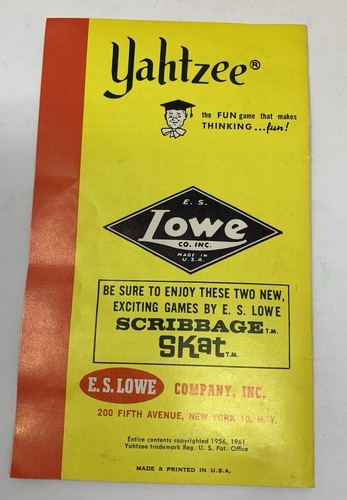 Yahtzee®
the FUN game that makes
THINKING...fun!
E. S.
Lowe
CO. INC.
MADE IN
U.S.A.
BE SURE TO ENJOY THESE TWO NEW,
EXCITING GAMES BY E. S. LOWE
SCRIBBAGE T.M.
SKat T.M.
E. S. LOWE COMPANY, INC.
200 FIFTH AVENUE, NEW YORK 10, N. Y.
Entire contents copyrighted 1956, 1961
Yahtzee trademark Reg. U. S. Pat. Office
MADE & PRINTED IN U.S.A.